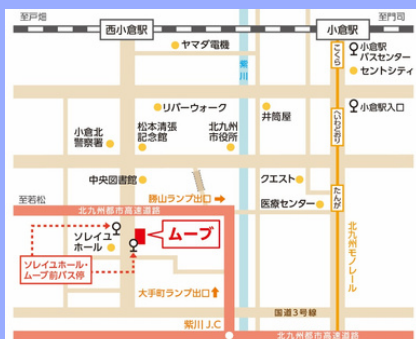 至戸畑
西小倉駅
小倉駅
至門司
ヤマダ電機
紫川
こくら
小倉駅
バスセンター
セントシティ
リバーウォーク
井筒屋
へいわどおり
小倉駅入口
小倉北
警察署
松本清張
記念館
北九州
市役所
中央図書館
クエスト
たんが
至若松
勝山ランプ出口
医療センター
北九州都市高速道路
ソレイユ
ホール
ムーブ
北九州モノレール
ソレイユホール・
ムーブ前バス停
大手町ランプ出口
国道3号線
紫川 J.C
北九州都市高速道路